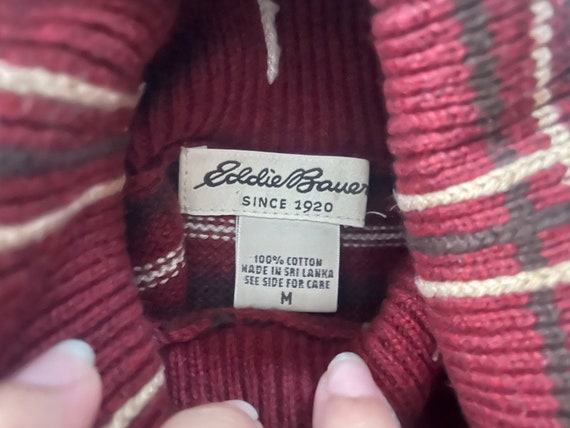 Eddie Bauer
SINCE 1920
100% COTTON
MADE IN SRI LANKA
SEE SIDE FOR CARE
M